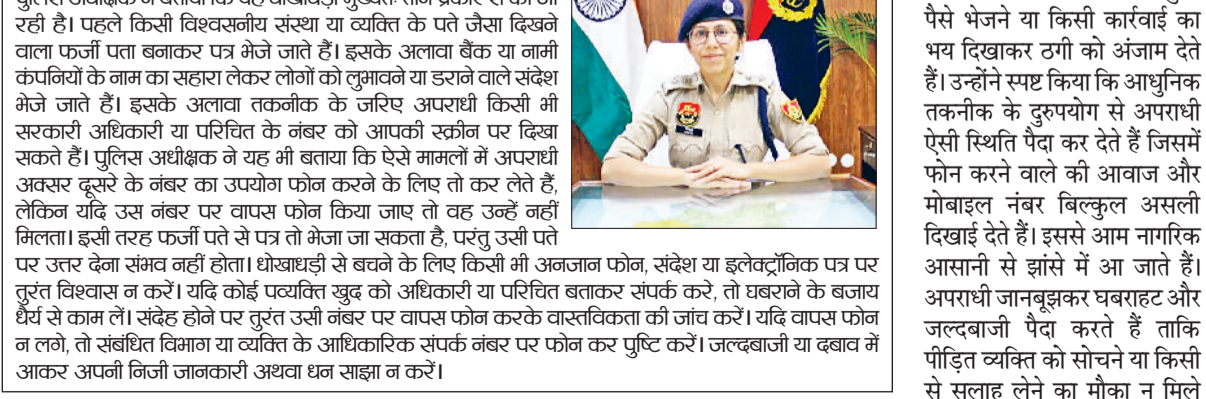 पुलिस अधीक्षक ने बताया कि यह धोखाधड़ी मुख्यतः तीन प्रकार से की जा
रही है। पहले किसी विश्वसनीय संस्था या व्यक्ति के पते जैसा दिखने
वाला फर्जी पता बनाकर पत्र भेजे जाते हैं। इसके अलावा बैंक या नामी
कंपनियों के नाम का सहारा लेकर लोगों को लुभावने या डराने वाले संदेश
भेजे जाते हैं। इसके अलावा तकनीक के जरिए अपराधी किसी भी
सरकारी अधिकारी या परिचित के नंबर को आपकी स्क्रीन पर दिखा
सकते हैं। पुलिस अधीक्षक ने यह भी बताया कि ऐसे मामलों में अपराधी
अक्सर दूसरे के नंबर का उपयोग फोन करने के लिए तो कर लेते हैं,
लेकिन यदि उस नंबर पर वापस फोन किया जाए तो वह उन्हें नहीं
मिलता। इसी तरह फर्जी पते से पत्र तो भेजा जा सकता है, परंतु उसी पते
पर उत्तर देना संभव नहीं होता। धोखाधड़ी से बचने के लिए किसी भी अनजान फोन, संदेश या इलेक्ट्रॉनिक पत्र पर
तुरंत विश्वास न करें। यदि कोई पव्यक्ति खुद को अधिकारी या परिचित बताकर संपर्क करे, तो घबराने के बजाय
धैर्य से काम लें। संदेह होने पर तुरंत उसी नंबर पर वापस फोन करके वास्तविकता की जांच करें। यदि वापस फोन
न लगे, तो संबंधित विभाग या व्यक्ति के आधिकारिक संपर्क नंबर पर फोन कर पुष्टि करें। जल्दबाजी या दबाव में
आकर अपनी निजी जानकारी अथवा धन साझा न करें।
पैसे भेजने या किसी कार्रवाई का
भय दिखाकर ठगी को अंजाम देते
हैं। उन्होंने स्पष्ट किया कि आधुनिक
तकनीक के दुरुपयोग से अपराधी
ऐसी स्थिति पैदा कर देते हैं जिसमें
फोन करने वाले की आवाज और
मोबाइल नंबर बिल्कुल असली
दिखाई देते हैं। इससे आम नागरिक
आसानी से झांसे में आ जाते हैं।
अपराधी जानबूझकर घबराहट और
जल्दबाजी पैदा करते हैं ताकि
पीड़ित व्यक्ति को सोचने या किसी
से सलाह लेने का मौका न मिले